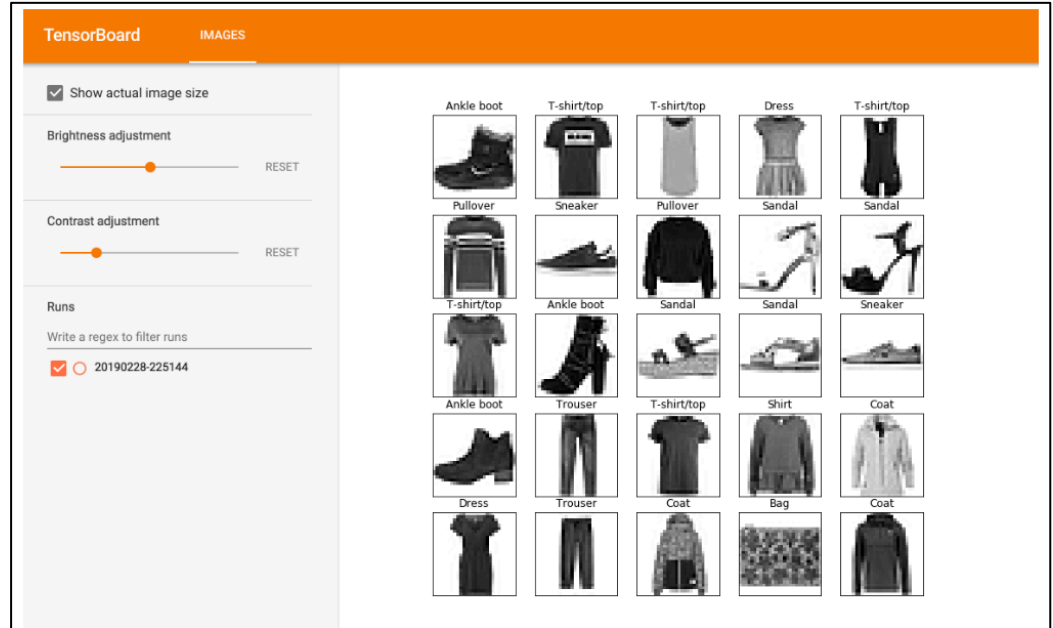 TensorBoard IMAGES
Show actual image size
Brightness adjustment
RESET
Contrast adjustment
RESET
Runs
Write a regex to filter runs
20190228-225144
Ankle boot T-shirt/top T-shirt/top Dress T-shirt/top
Pullover Sneaker Pullover Sandal Sandal
T-shirt/top Ankle boot Sandal Sandal Sneaker
Ankle boot Trouser T-shirt/top Shirt Coat
Dress Trouser Coat Bag Coat